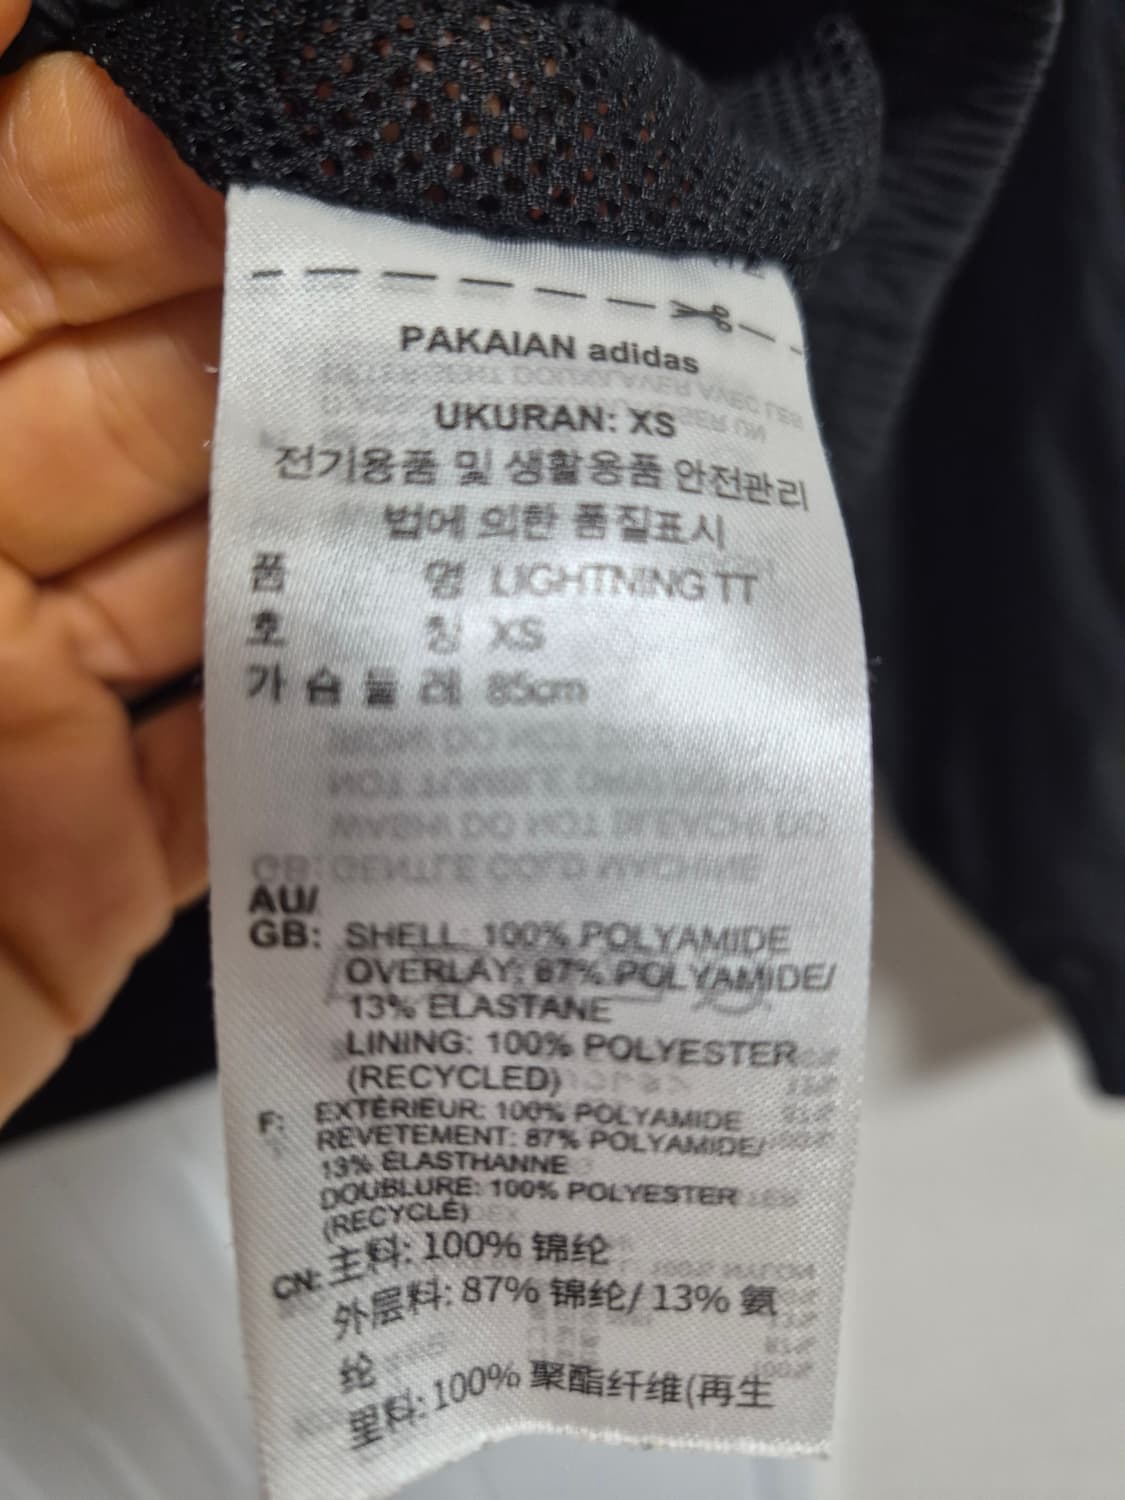 PAKAIAN adidas
UKURAN: XS
전기용품 및 생활용품 안전관리
법에 의한 품질표시
품 명 LIGHTNING TT
호 칭 XS
가 슴 둘 레 85cm
AU/
GB: SHELL: 100% POLYAMIDE
OVERLAY: 87% POLYAMIDE/
13% ELASTANE
LINING: 100% POLYESTER
(RECYCLED)
F: EXTÉRIEUR: 100% POLYAMIDE
REVETEMENT: 87% POLYAMIDE/
13% ÉLASTHANNE
DOUBLURE: 100% POLYESTER
(RECYCLÉ)
CN: 主料: 100% 锦纶
外层料: 87% 锦纶/ 13% 氨
纶
里料: 100% 聚酯纤维(再生